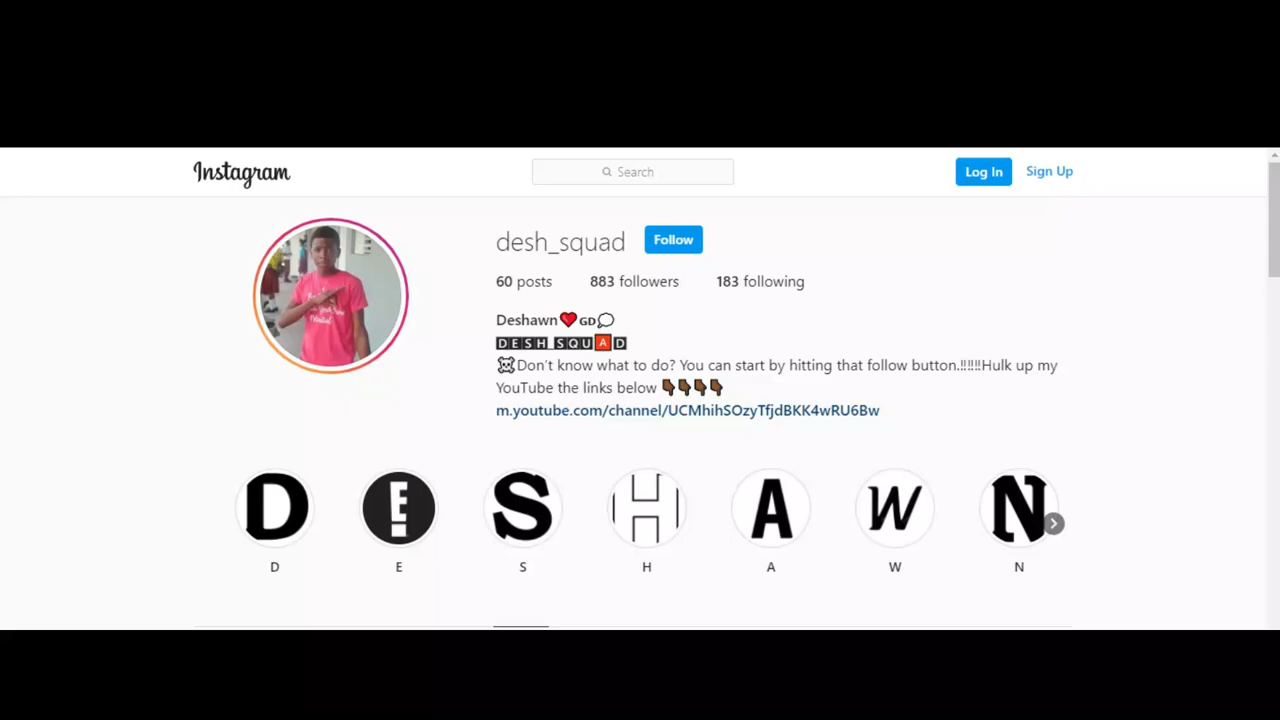 Instagram
Search
Log In
Sign Up
desh_squad
Follow
60 posts
883 followers
183 following
Deshawn❤️GD💭
DESH_SQU🅰D
☠Don't know what to do? You can start by hitting that follow button.!!!!!!Hulk up my
YouTube the links below 👇🏿👇🏿👇🏿👇🏿
m.youtube.com/channel/UCMhihSOzyTfjdBKK4wRU6Bw
D
E!
S
H
A
W
N
D
E
S
H
A
W
N